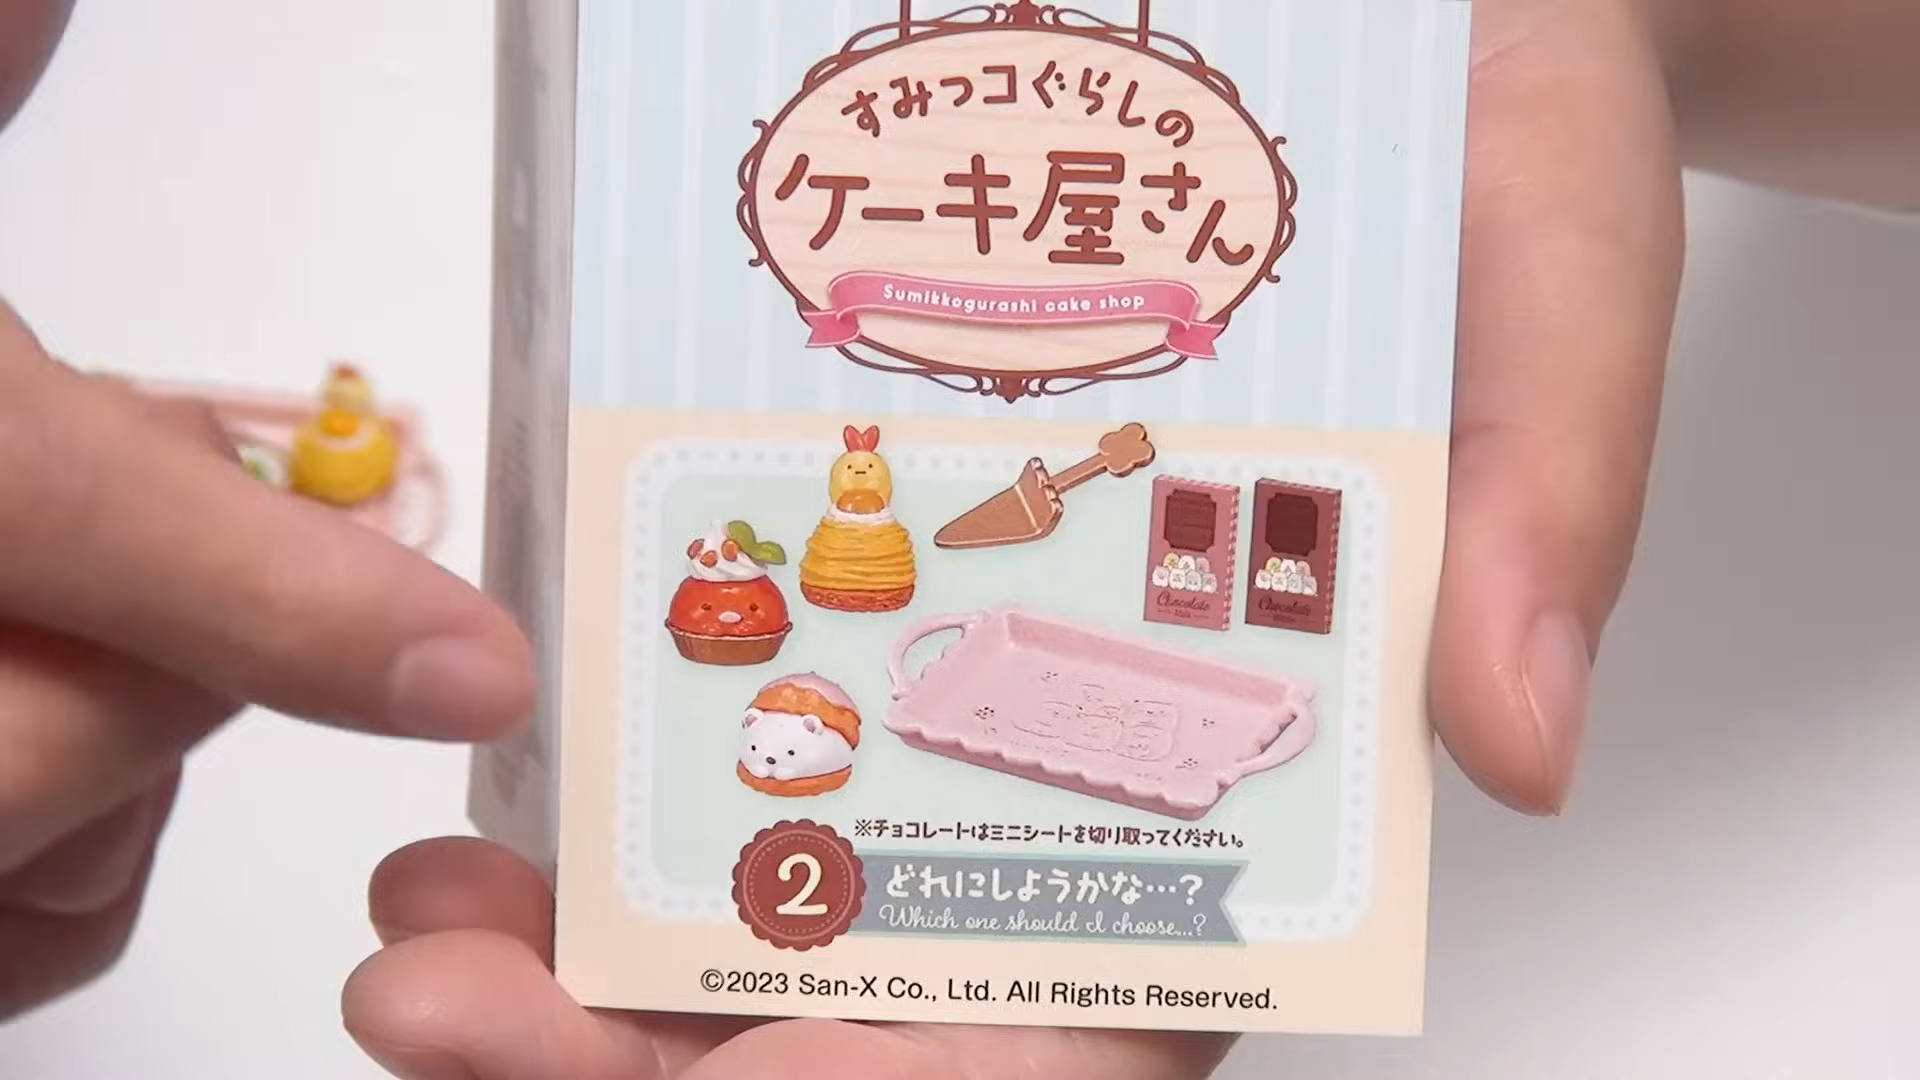 すみっコぐらしの
ケーキ屋さん
Sumikkogurashi cake shop
Chocolate
Chocolate
※チョコレートはミニシートを切り取ってください。
2
どれにしようかな…?
Which one should I choose...?
©2023 San-X Co., Ltd. All Rights Reserved.